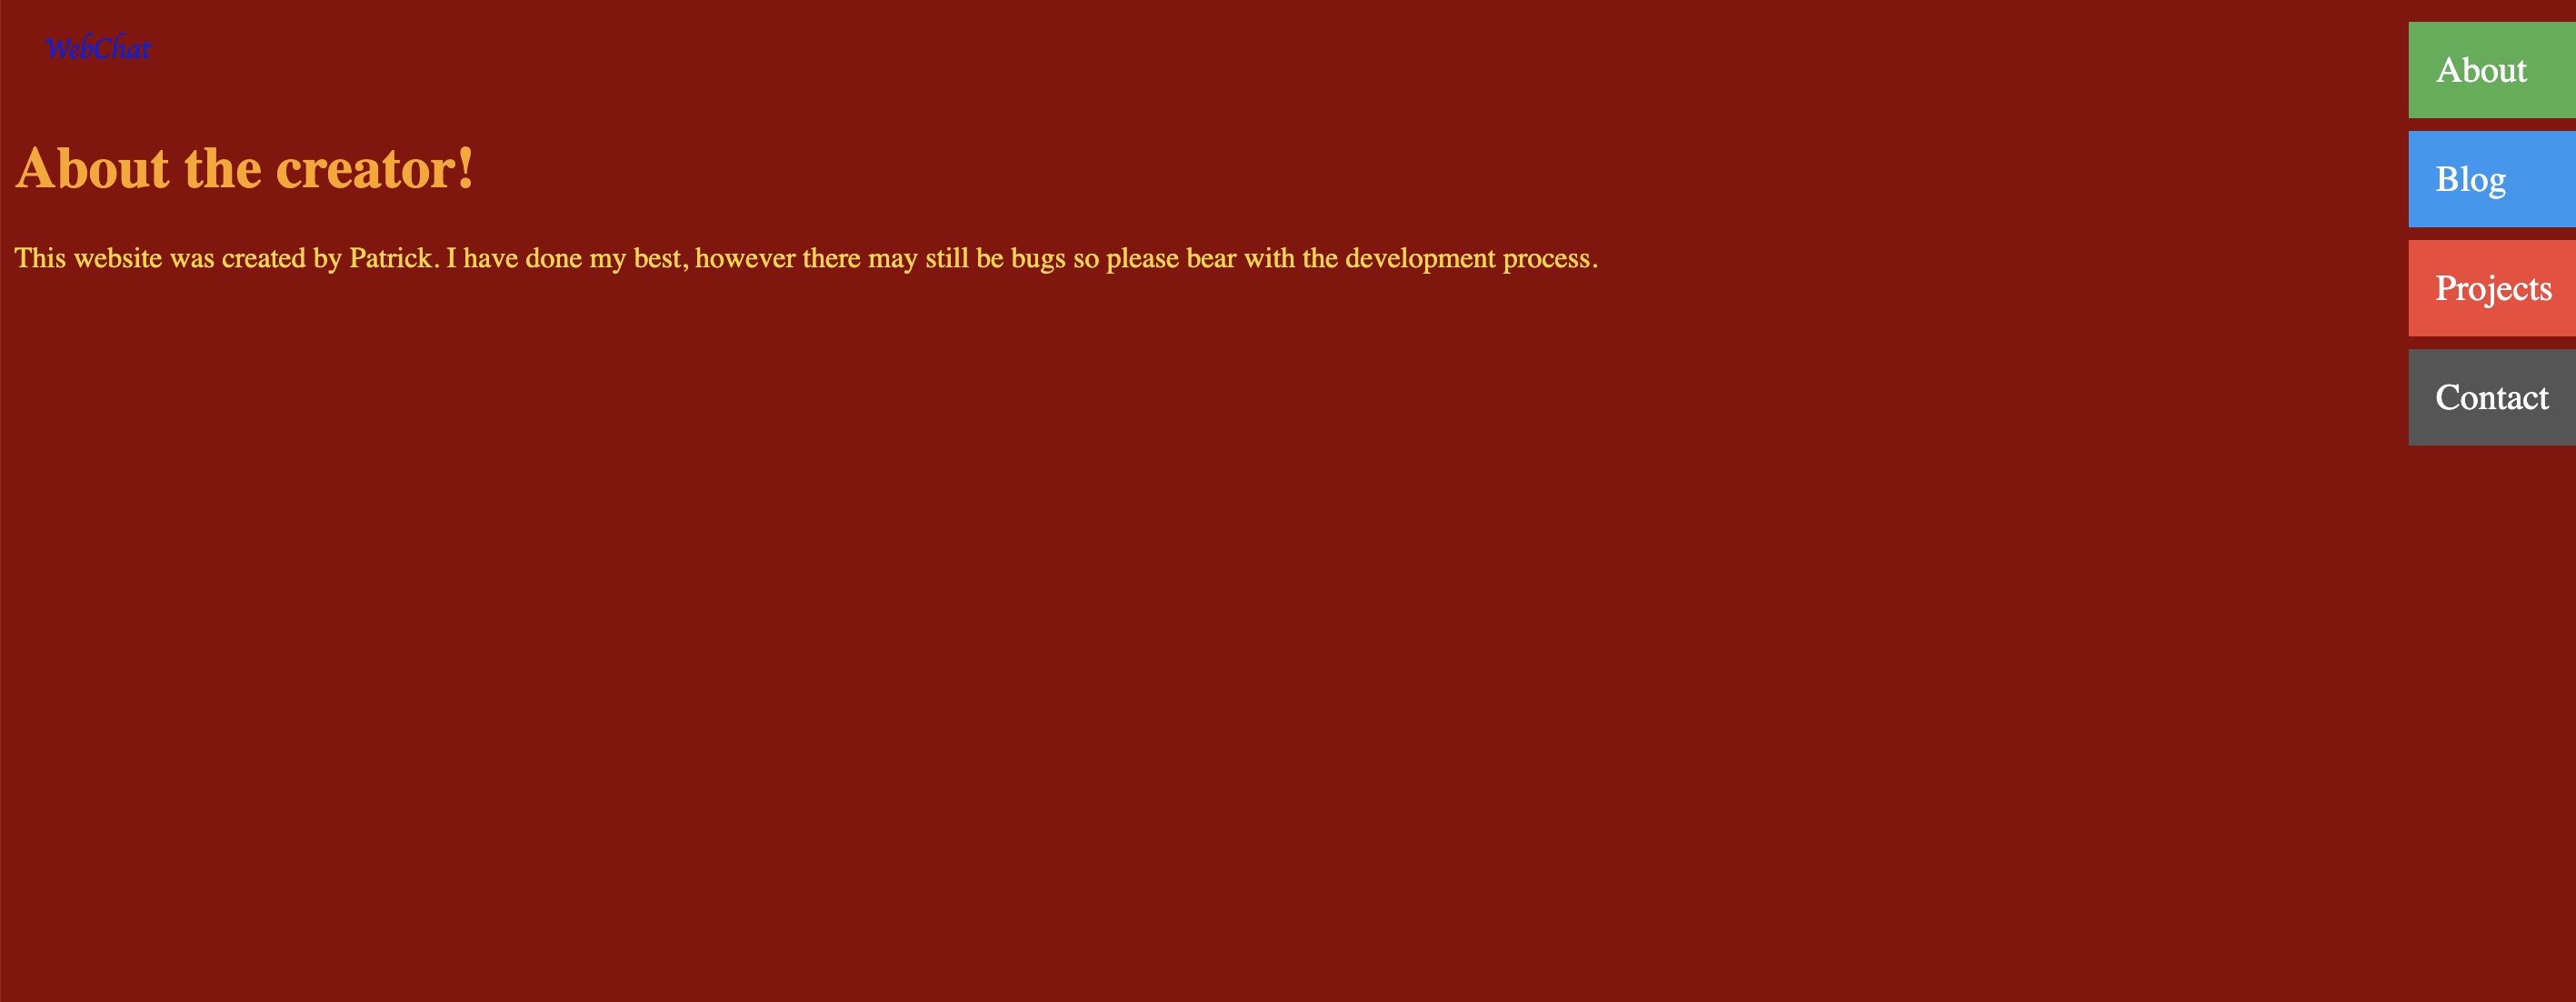 WebChat
About the creator!
This website was created by Patrick. I have done my best, however there may still be bugs so please bear with the development process.
About
Blog
Projects
Contact